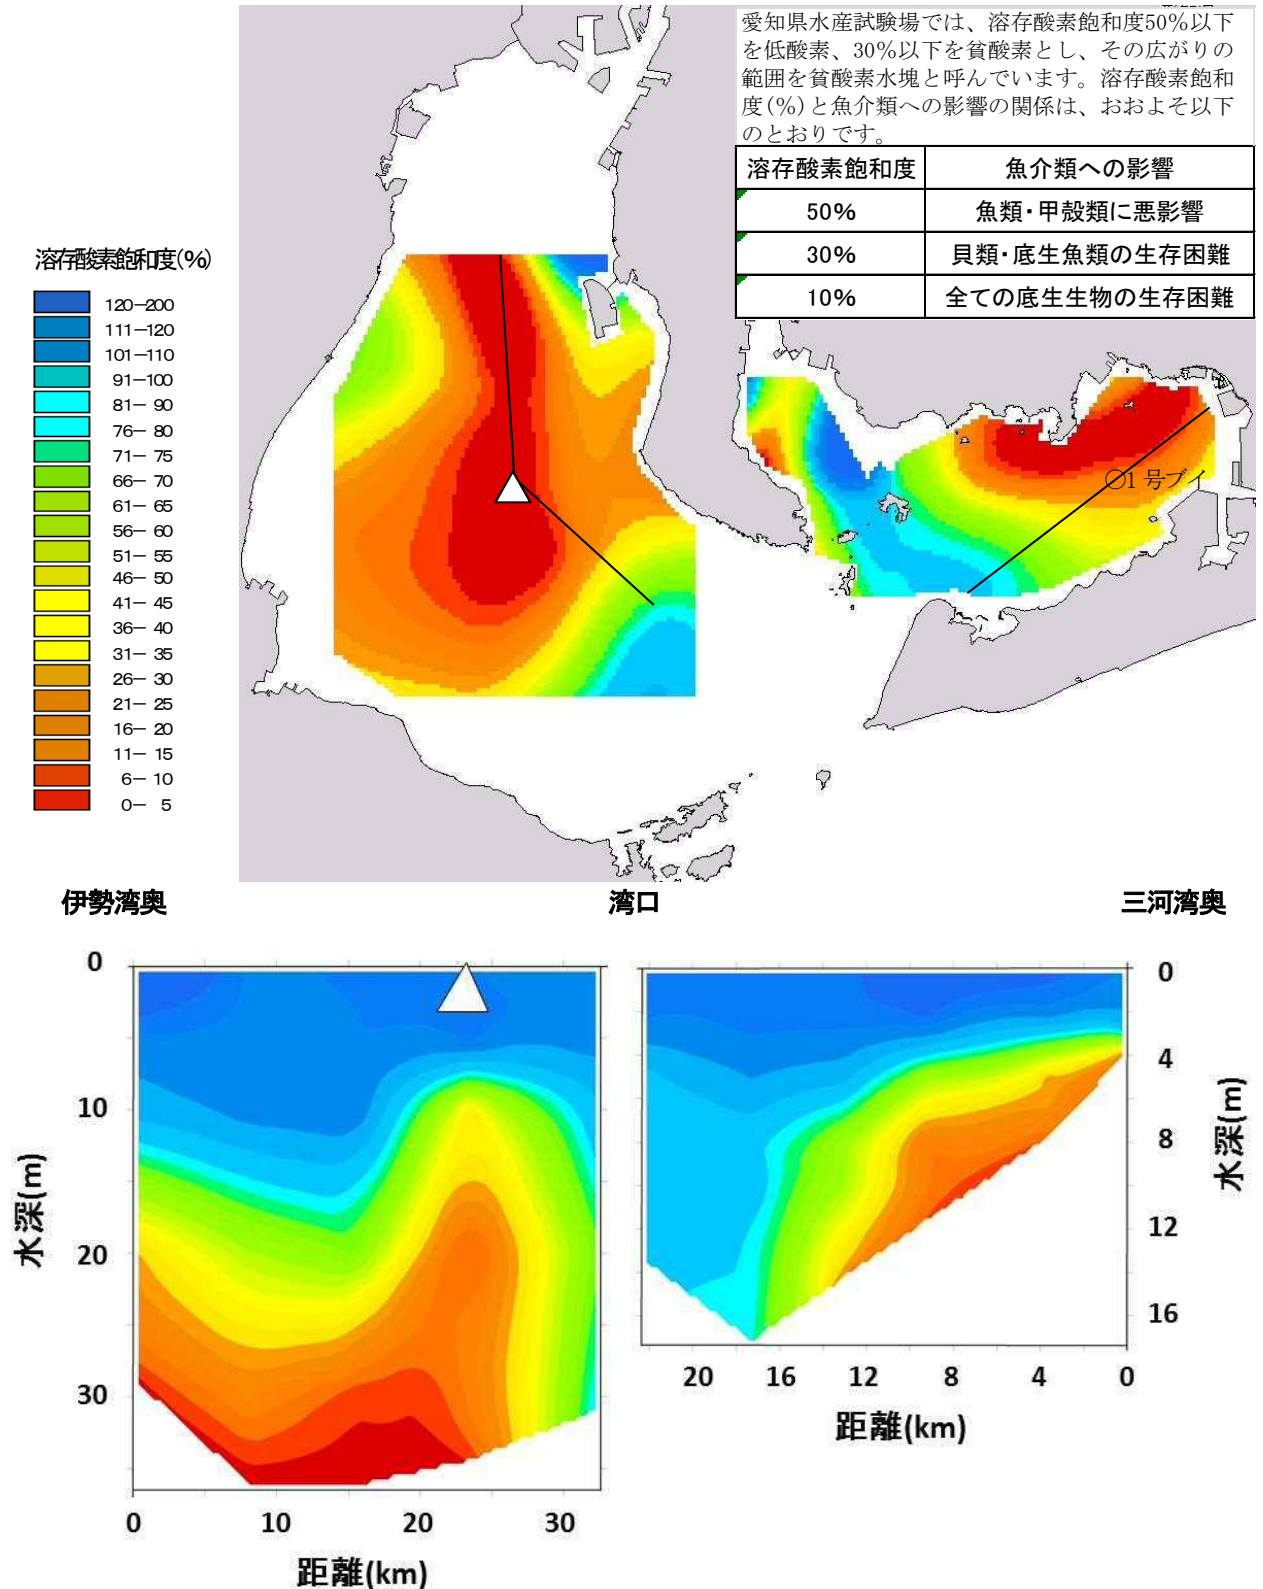 愛知県水産試験場では、溶存酸素飽和度50%以下
を低酸素、30%以下を貧酸素とし、その広がりの
範囲を貧酸素水塊と呼んでいます。溶存酸素飽和
度(%)と魚介類への影響の関係は、おおよそ以下
のとおりです。
溶存酸素飽和度 魚介類への影響
50% 魚類・甲殻類に悪影響
30% 貝類・底生魚類の生存困難
10% 全ての底生生物の生存困難
溶存酸素飽和度(%)
120-200
111-120
101-110
91-100
81- 90
76- 80
71- 75
66- 70
61- 65
56- 60
51- 55
46- 50
41- 45
36- 40
31- 35
26- 30
21- 25
16- 20
11- 15
6- 10
0- 5
○1号ブイ
伊勢湾奥 湾口 三河湾奥
0
10
20
30
水深(m)
0 10 20 30
距離(km)
0
4
8
12
16
水深(m)
20 16 12 8 4 0
距離(km)